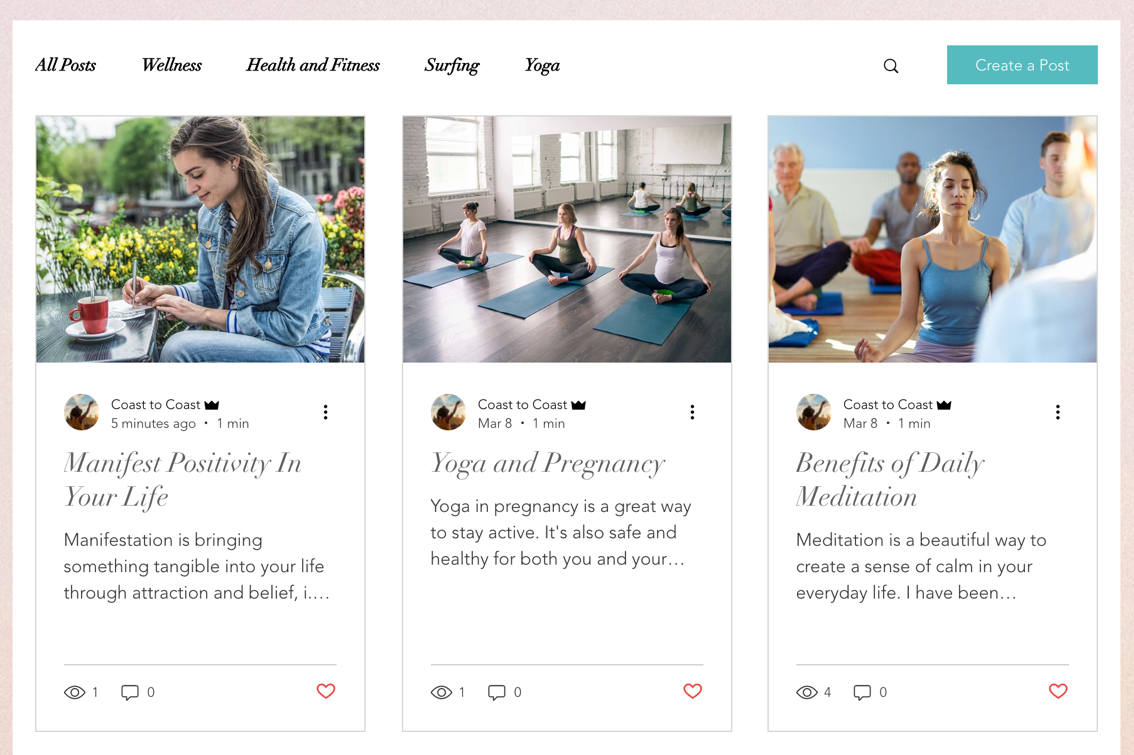 All Posts Wellness Health and Fitness Surfing Yoga Create a Post
Coast to Coast
5 minutes ago · 1 min
Manifest Positivity In
Your Life
Manifestation is bringing
something tangible into your life
through attraction and belief, i....
1 0
Coast to Coast
Mar 8 · 1 min
Yoga and Pregnancy
Yoga in pregnancy is a great way
to stay active. It's also safe and
healthy for both you and your...
1 0
Coast to Coast
Mar 8 · 1 min
Benefits of Daily
Meditation
Meditation is a beautiful way to
create a sense of calm in your
everyday life. I have been...
4 0